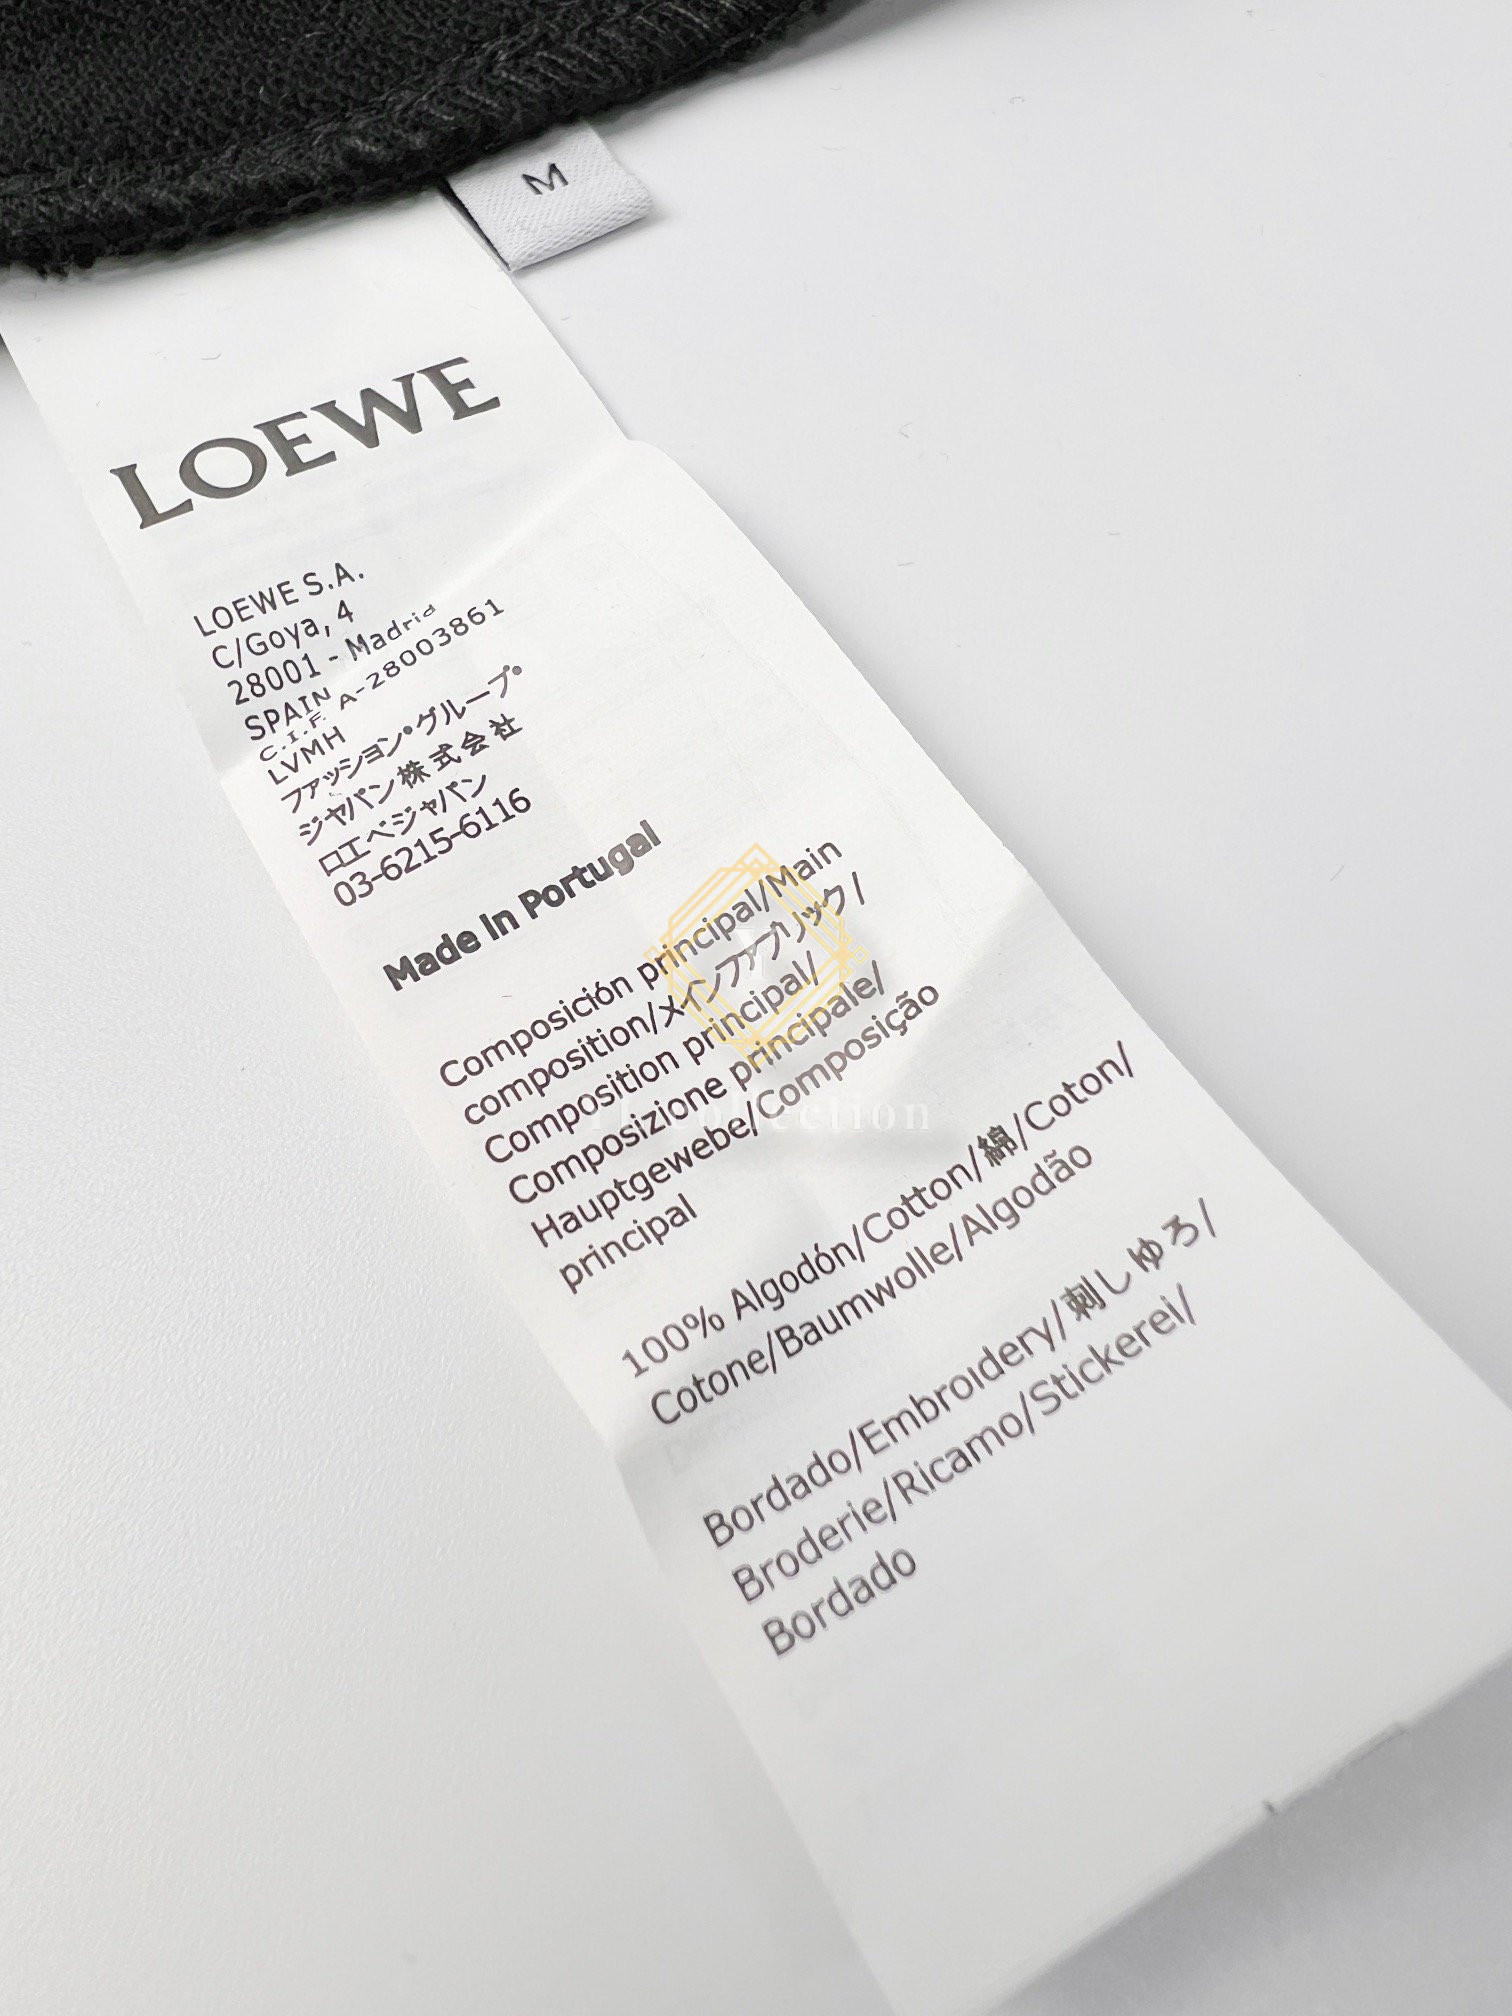 M
LOEWE
LOEWE S.A.
C/Goya, 4
28001 - Madrid
SPAIN
C.I.F. A-28003861
LVMH
ファッション・グループ・
ジャパン株式会社
ロエベジャパン
03-6215-6116
Made in Portugal
Composición principal/Main
composition/メインファブリック/
Composition principal/
Composizione principale/
Hauptgewebe/Composição
principal
100% Algodón/Cotton/綿/Coton/
Cotone/Baumwolle/Algodão
Bordado/Embroidery/刺しゆろ/
Broderie/Ricamo/Stickerei/
Bordado
collection